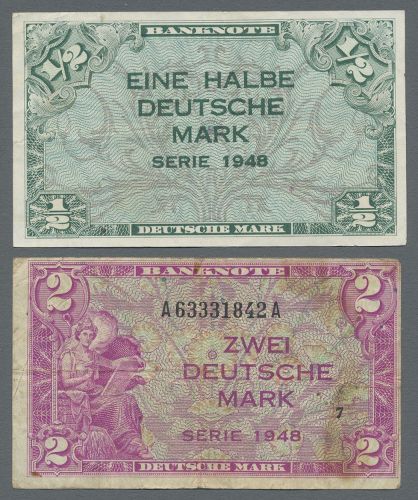 BANKNOTE
1/2 1/2
EINE HALBE
DEUTSCHE
MARK
SERIE 1948
1/2 1/2
DEUTSCHE MARK
BANKNOTE
2 2
A63331842A
ZWEI
DEUTSCHE
MARK
7
SERIE 1948
2 2
DEUTSCHE MARK